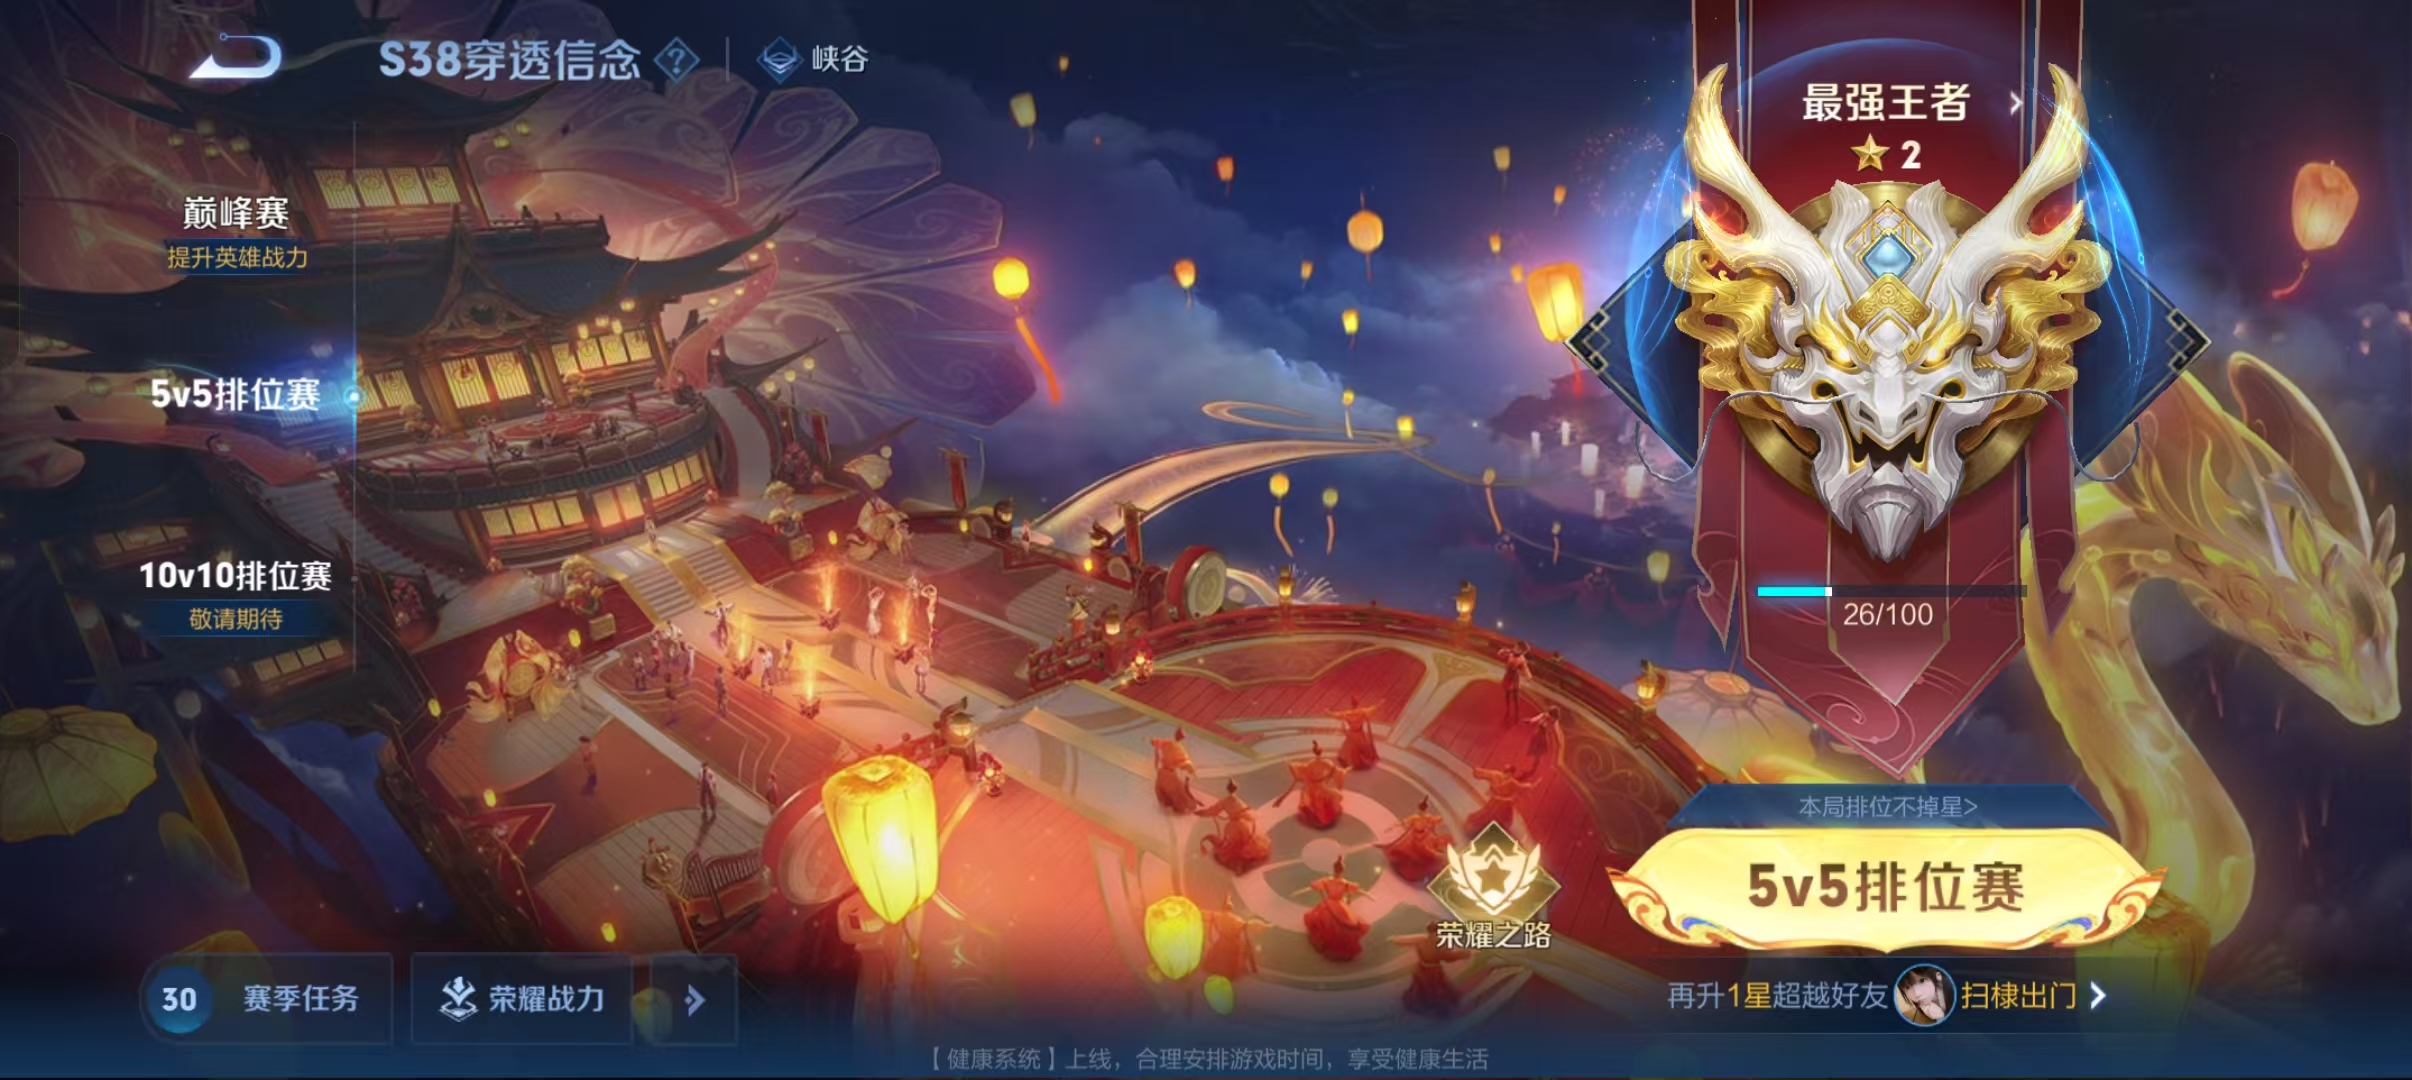 S38穿透信念 ? 峡谷
最强王者 >
2
巅峰赛
提升英雄战力
5v5排位赛
10v10排位赛
敬请期待
26/100
本局排位不掉星>
5v5排位赛
荣耀之路
30 赛季任务 荣耀战力
再升1星超越好友 扫棣出门
【健康系统】上线，合理安排游戏时间，享受健康生活